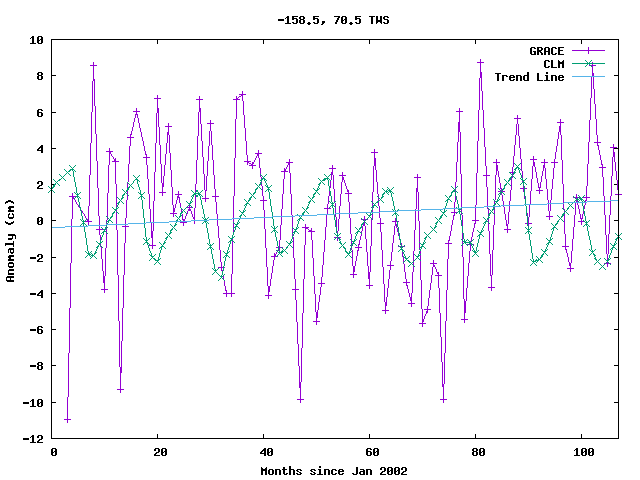 -158.5, 70.5 TWS
GRACE
CLM
Trend Line
10
8
6
4
2
0
-2
-4
-6
-8
-10
-12
Anomaly (cm)
0 20 40 60 80 100
Months since Jan 2002